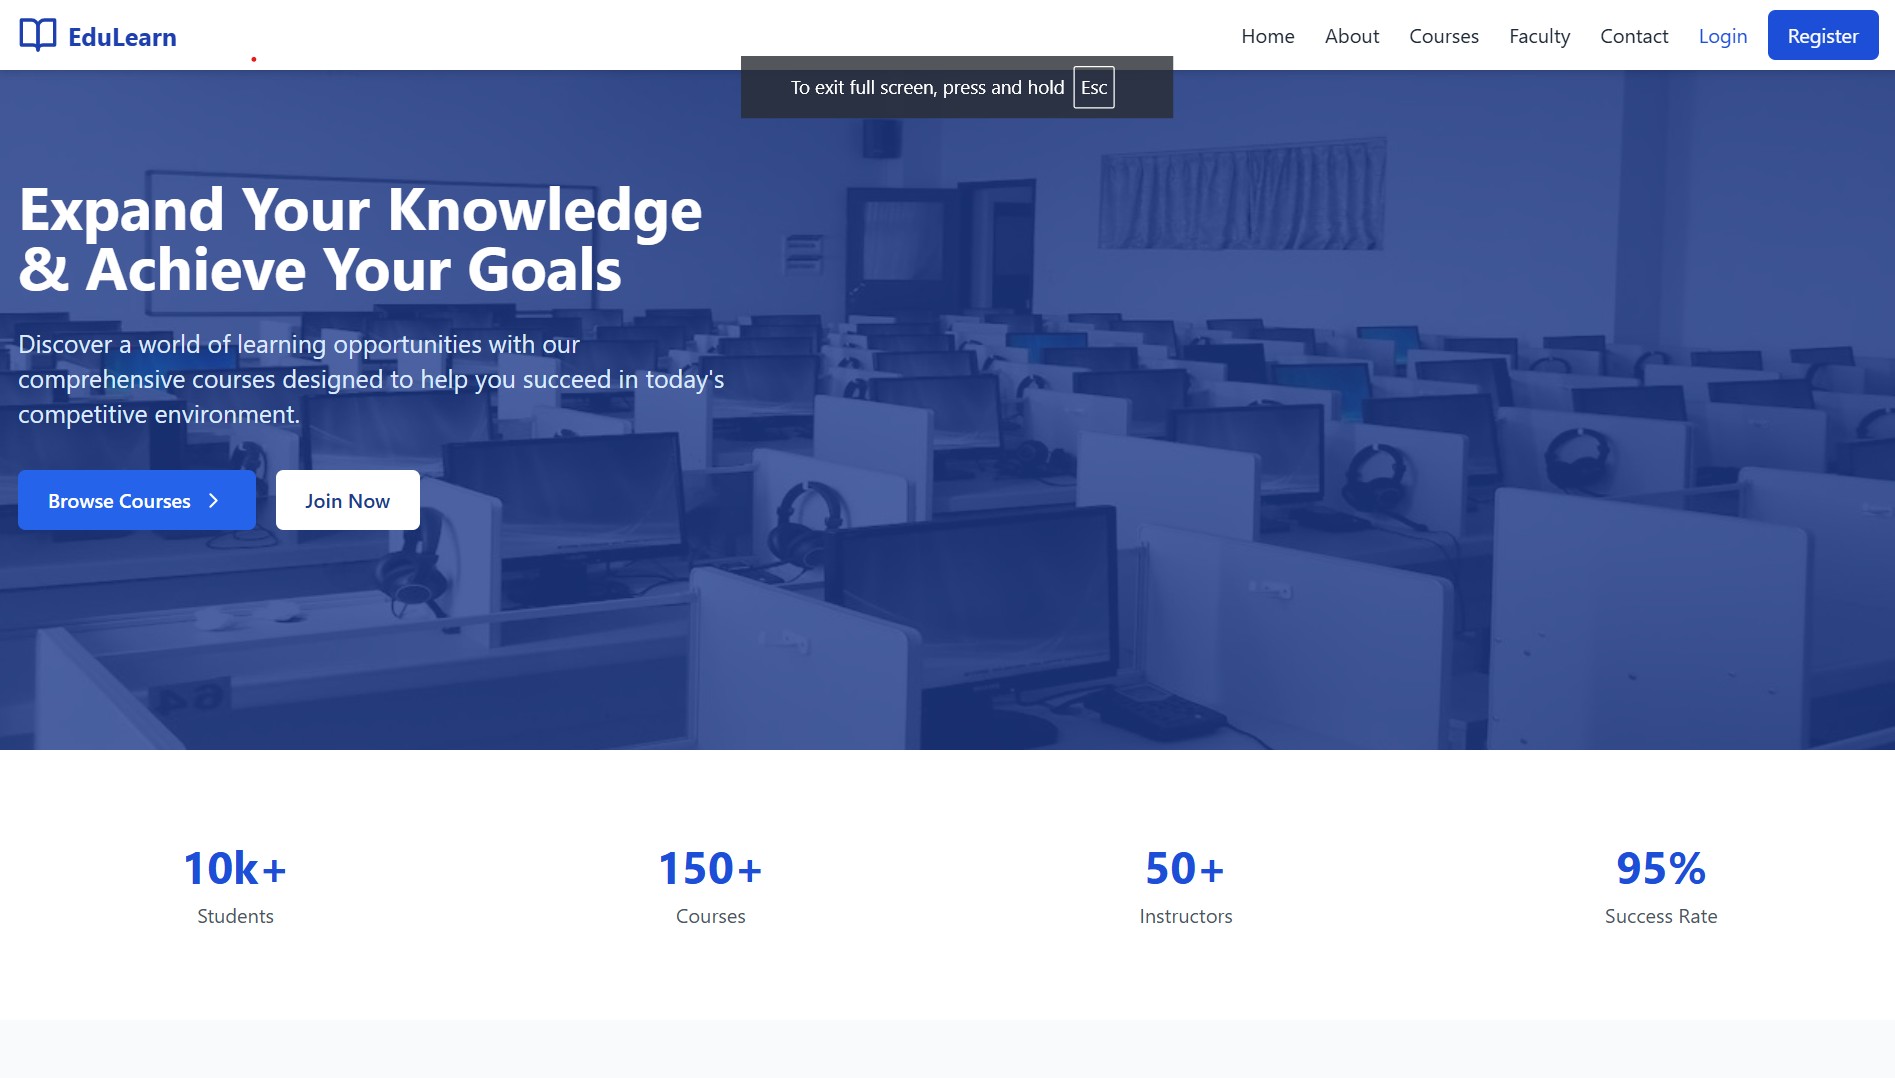 EduLearn
Home
About
Courses
Faculty
Contact
Login
Register
To exit full screen, press and hold Esc
Expand Your Knowledge
& Achieve Your Goals
Discover a world of learning opportunities with our
comprehensive courses designed to help you succeed in today's
competitive environment.
Browse Courses
Join Now
64
10k+
Students
150+
Courses
50+
Instructors
95%
Success Rate